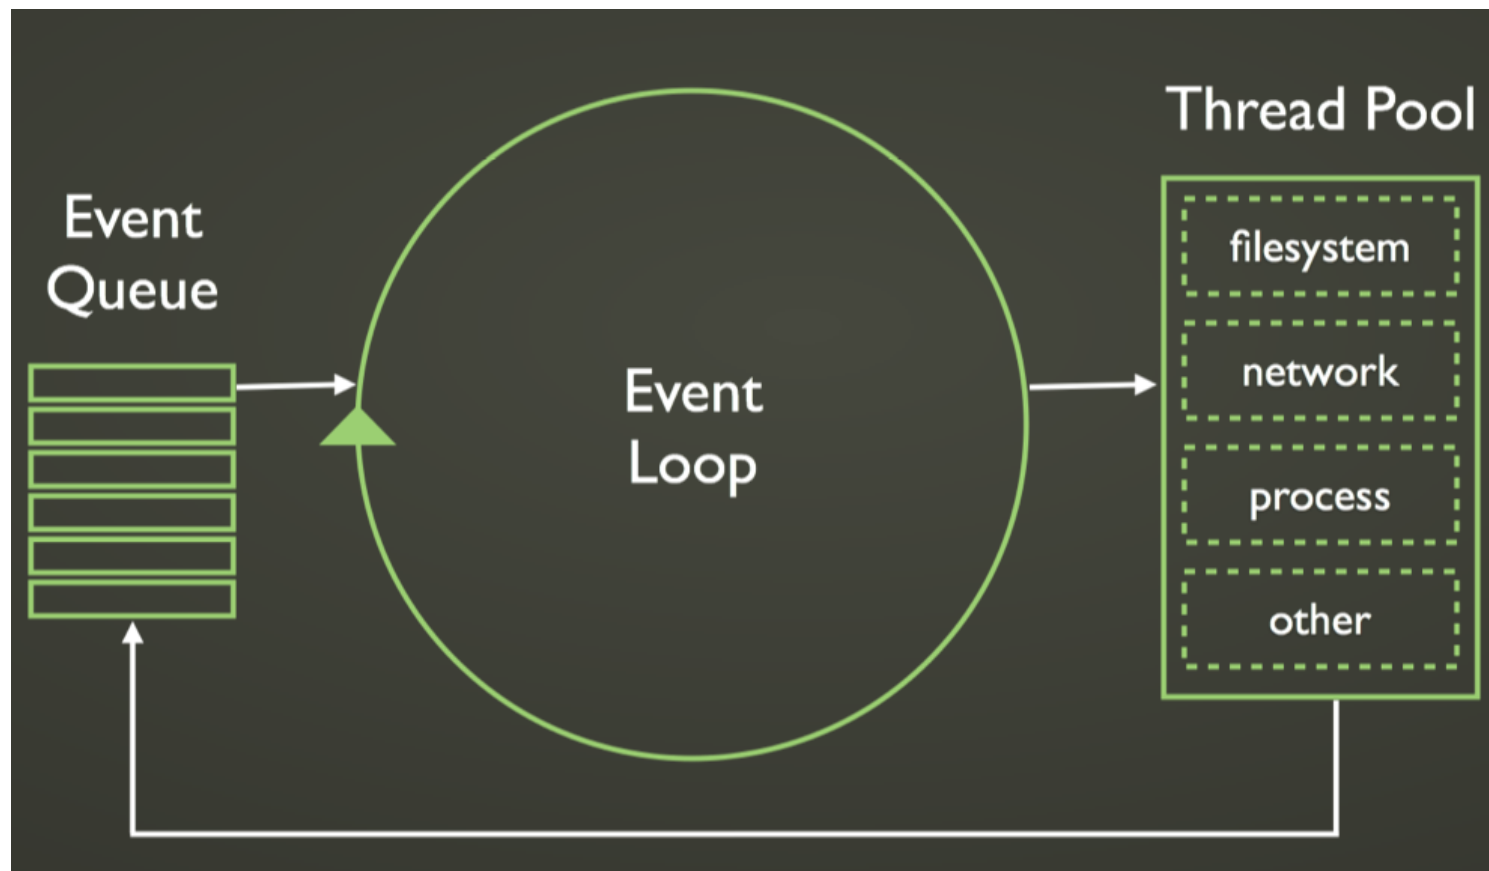 Event
Queue
Event
Loop
Thread Pool
filesystem
network
process
other